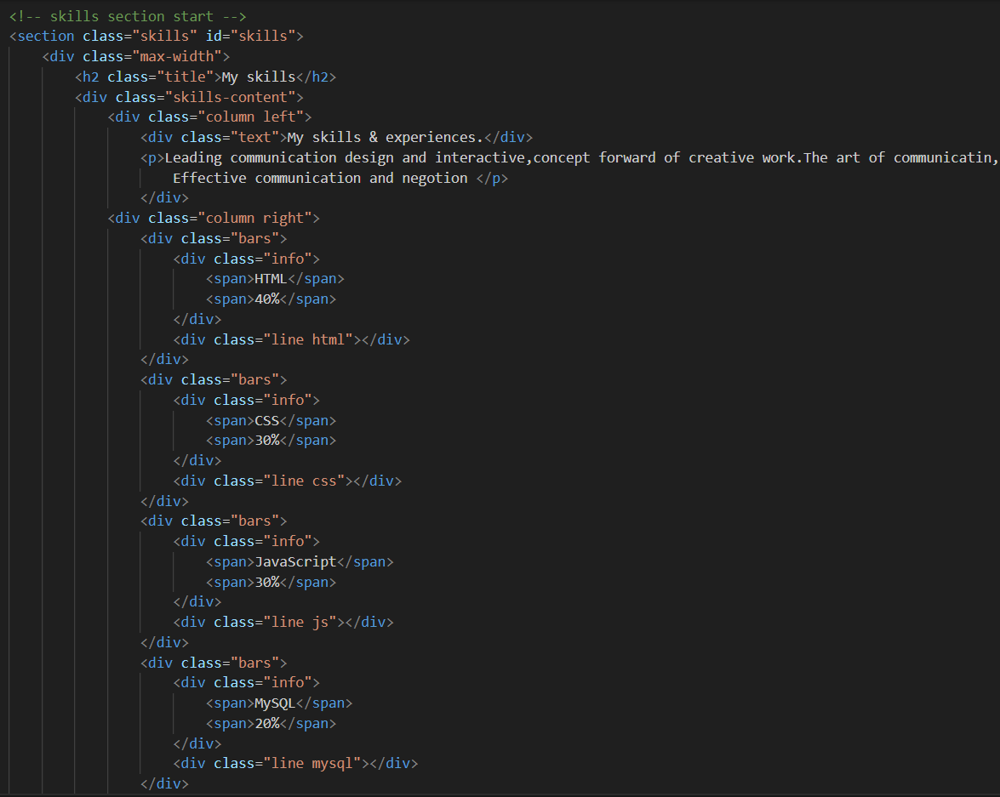 <!-- skills section start -->
<section class="skills" id="skills">
<div class="max-width">
<h2 class="title">My skills</h2>
<div class="skills-content">
<div class="column left">
<div class="text">My skills & experiences.</div>
<p>Leading communication design and interactive,concept forward of creative work.The art of communicatin,
Effective communication and negotion </p>
</div>
<div class="column right">
<div class="bars">
<div class="info">
<span>HTML</span>
<span>40%</span>
</div>
<div class="line html"></div>
</div>
<div class="bars">
<div class="info">
<span>CSS</span>
<span>30%</span>
</div>
<div class="line css"></div>
</div>
<div class="bars">
<div class="info">
<span>JavaScript</span>
<span>30%</span>
</div>
<div class="line js"></div>
</div>
<div class="bars">
<div class="info">
<span>MySQL</span>
<span>20%</span>
</div>
<div class="line mysql"></div>
</div>